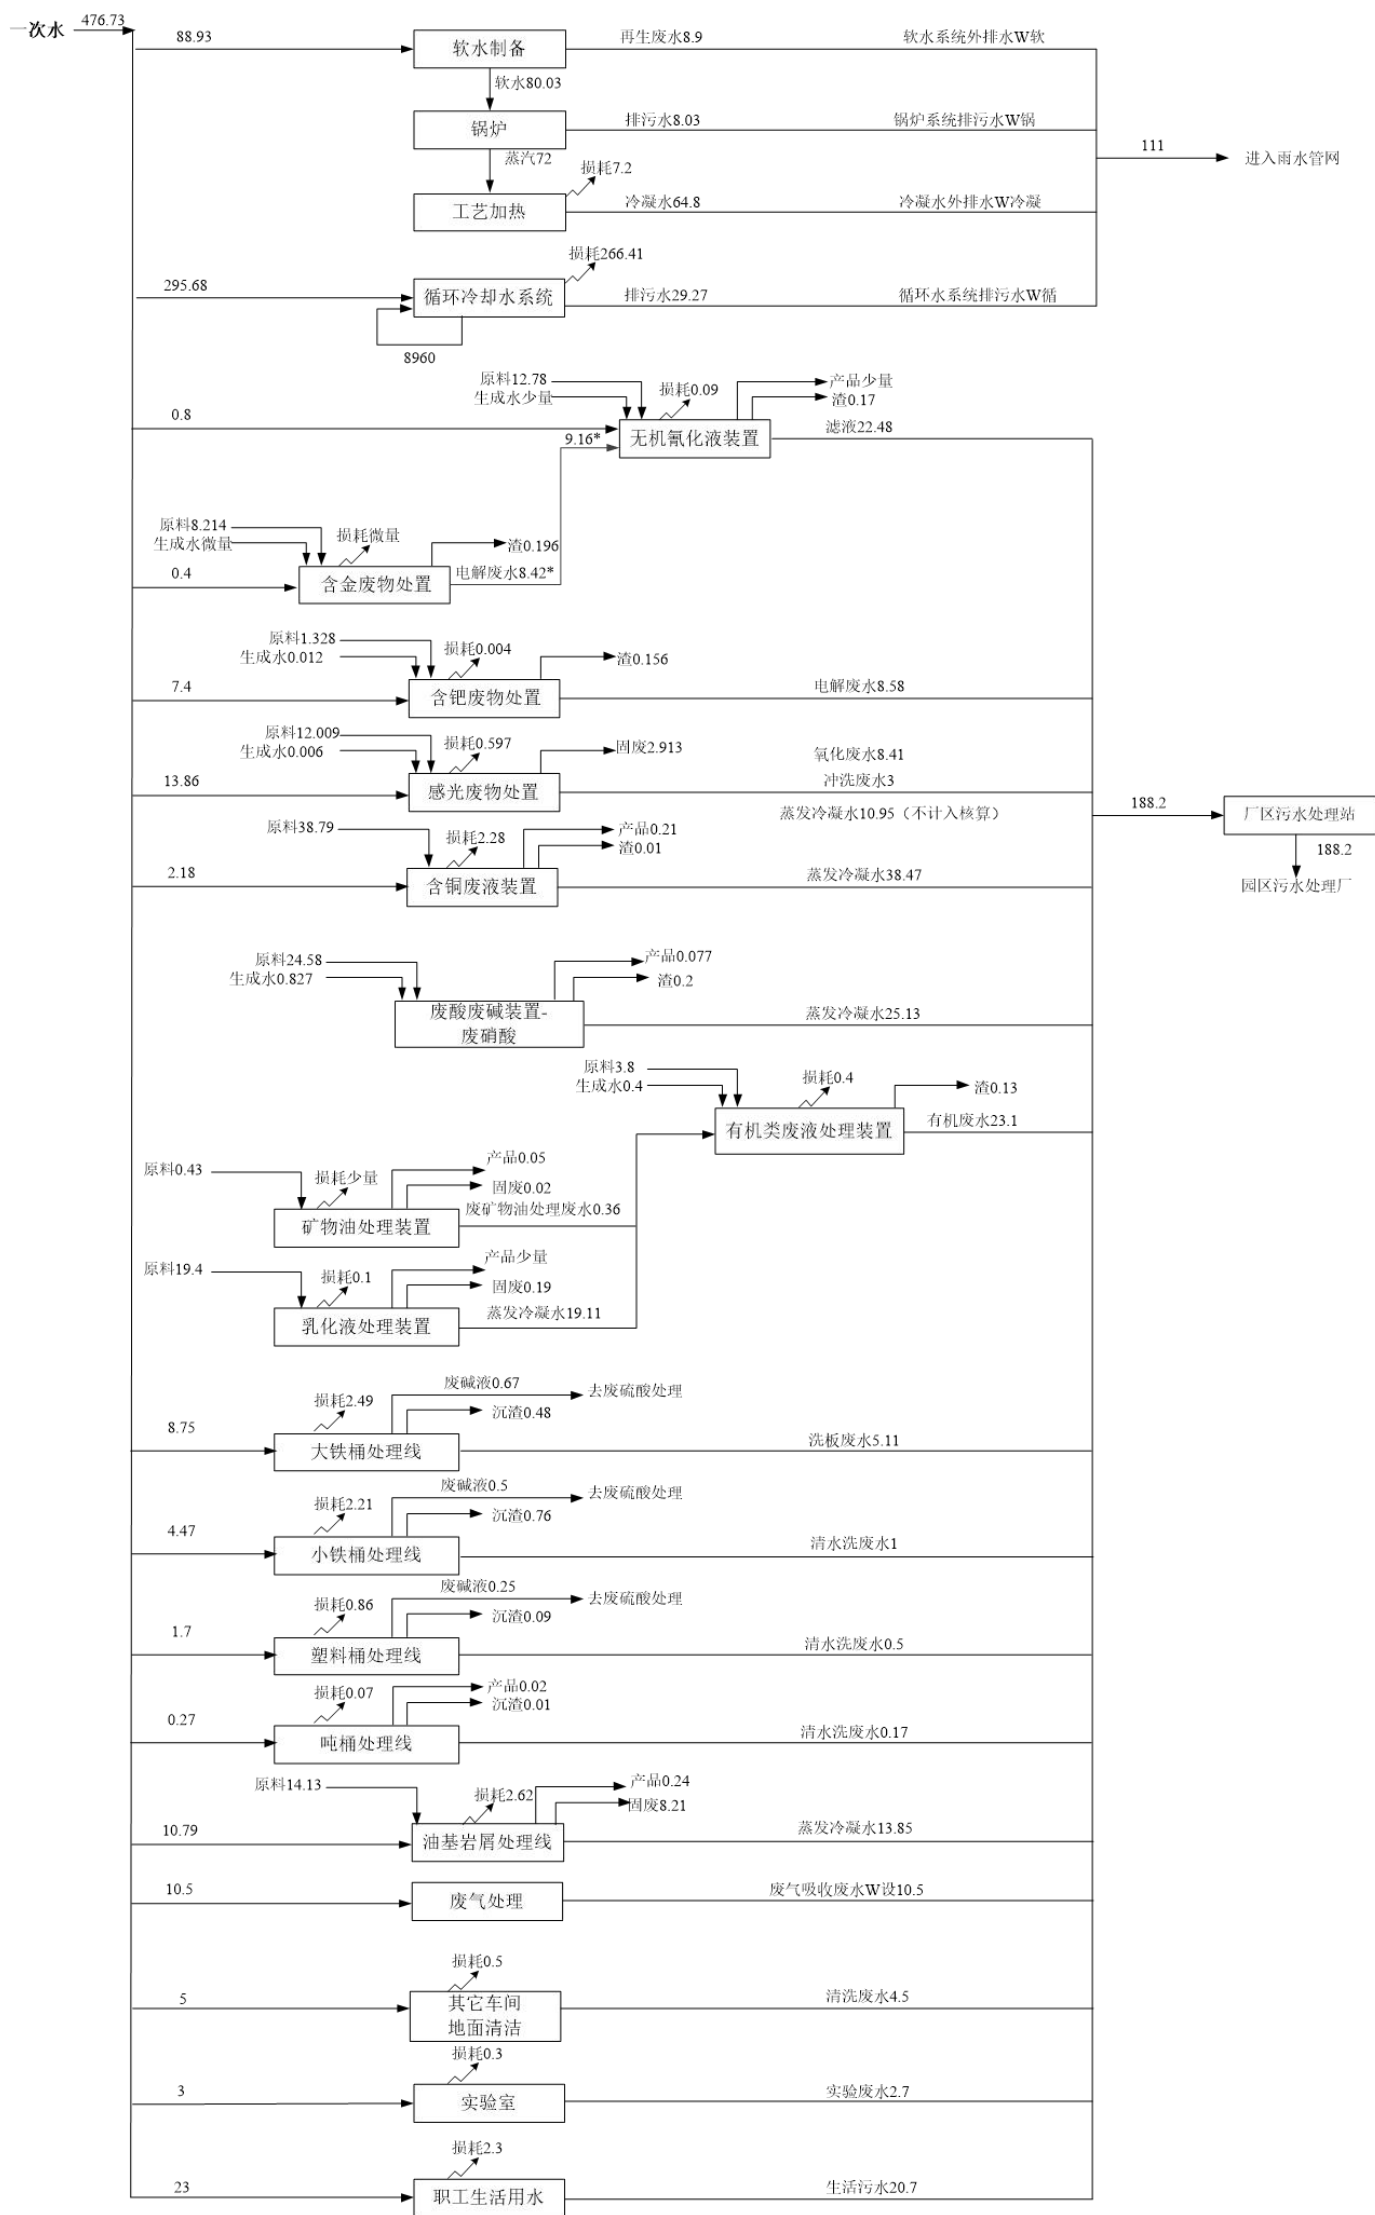 一次水
476.73
88.93
软水制备
再生废水8.9
软水系统外排水W软
软水80.03
锅炉
排污水8.03
锅炉系统排污水W锅
111
进入雨水管网
蒸汽72
损耗7.2
工艺加热
冷凝水64.8
冷凝水外排水W冷凝
损耗266.41
295.68
循环冷却水系统
排污水29.27
循环水系统排污水W循
8960
原料12.78
生成水少量
损耗0.09
产品少量
渣0.17
0.8
9.16*
无机氰化液装置
滤液22.48
原料8.214
生成水微量
损耗微量
渣0.196
0.4
含金废物处置
电解废水8.42*
原料1.328
生成水0.012
损耗0.004
渣0.156
7.4
含钯废物处置
电解废水8.58
原料12.009
生成水0.006
损耗0.597
固废2.913
氧化废水8.41
13.86
感光废物处置
冲洗废水3
蒸发冷凝水10.95（不计入核算）
188.2
厂区污水处理站
188.2
园区污水处理厂
原料38.79
损耗2.28
产品0.21
渣0.01
2.18
含铜废液装置
蒸发冷凝水38.47
原料24.58
生成水0.827
产品0.077
渣0.2
废酸废碱装置-
废硝酸
蒸发冷凝水25.13
原料3.8
生成水0.4
损耗0.4
渣0.13
有机类废液处理装置
有机废水23.1
原料0.43
损耗少量
产品0.05
固废0.02
矿物油处理装置
废矿物油处理废水0.36
原料19.4
损耗0.1
产品少量
固废0.19
乳化液处理装置
蒸发冷凝水19.11
损耗2.49
废碱液0.67
去废硫酸处理
沉渣0.48
8.75
大铁桶处理线
洗板废水5.11
损耗2.21
废碱液0.5
去废硫酸处理
沉渣0.76
4.47
小铁桶处理线
清水洗废水1
损耗0.86
废碱液0.25
去废硫酸处理
沉渣0.09
1.7
塑料桶处理线
清水洗废水0.5
损耗0.07
产品0.02
沉渣0.01
0.27
吨桶处理线
清水洗废水0.17
原料14.13
损耗2.62
产品0.24
固废8.21
10.79
油基岩屑处理线
蒸发冷凝水13.85
10.5
废气处理
废气吸收废水W设10.5
损耗0.5
5
其它车间
地面清洁
清洗废水4.5
损耗0.3
3
实验室
实验废水2.7
损耗2.3
23
职工生活用水
生活污水20.7